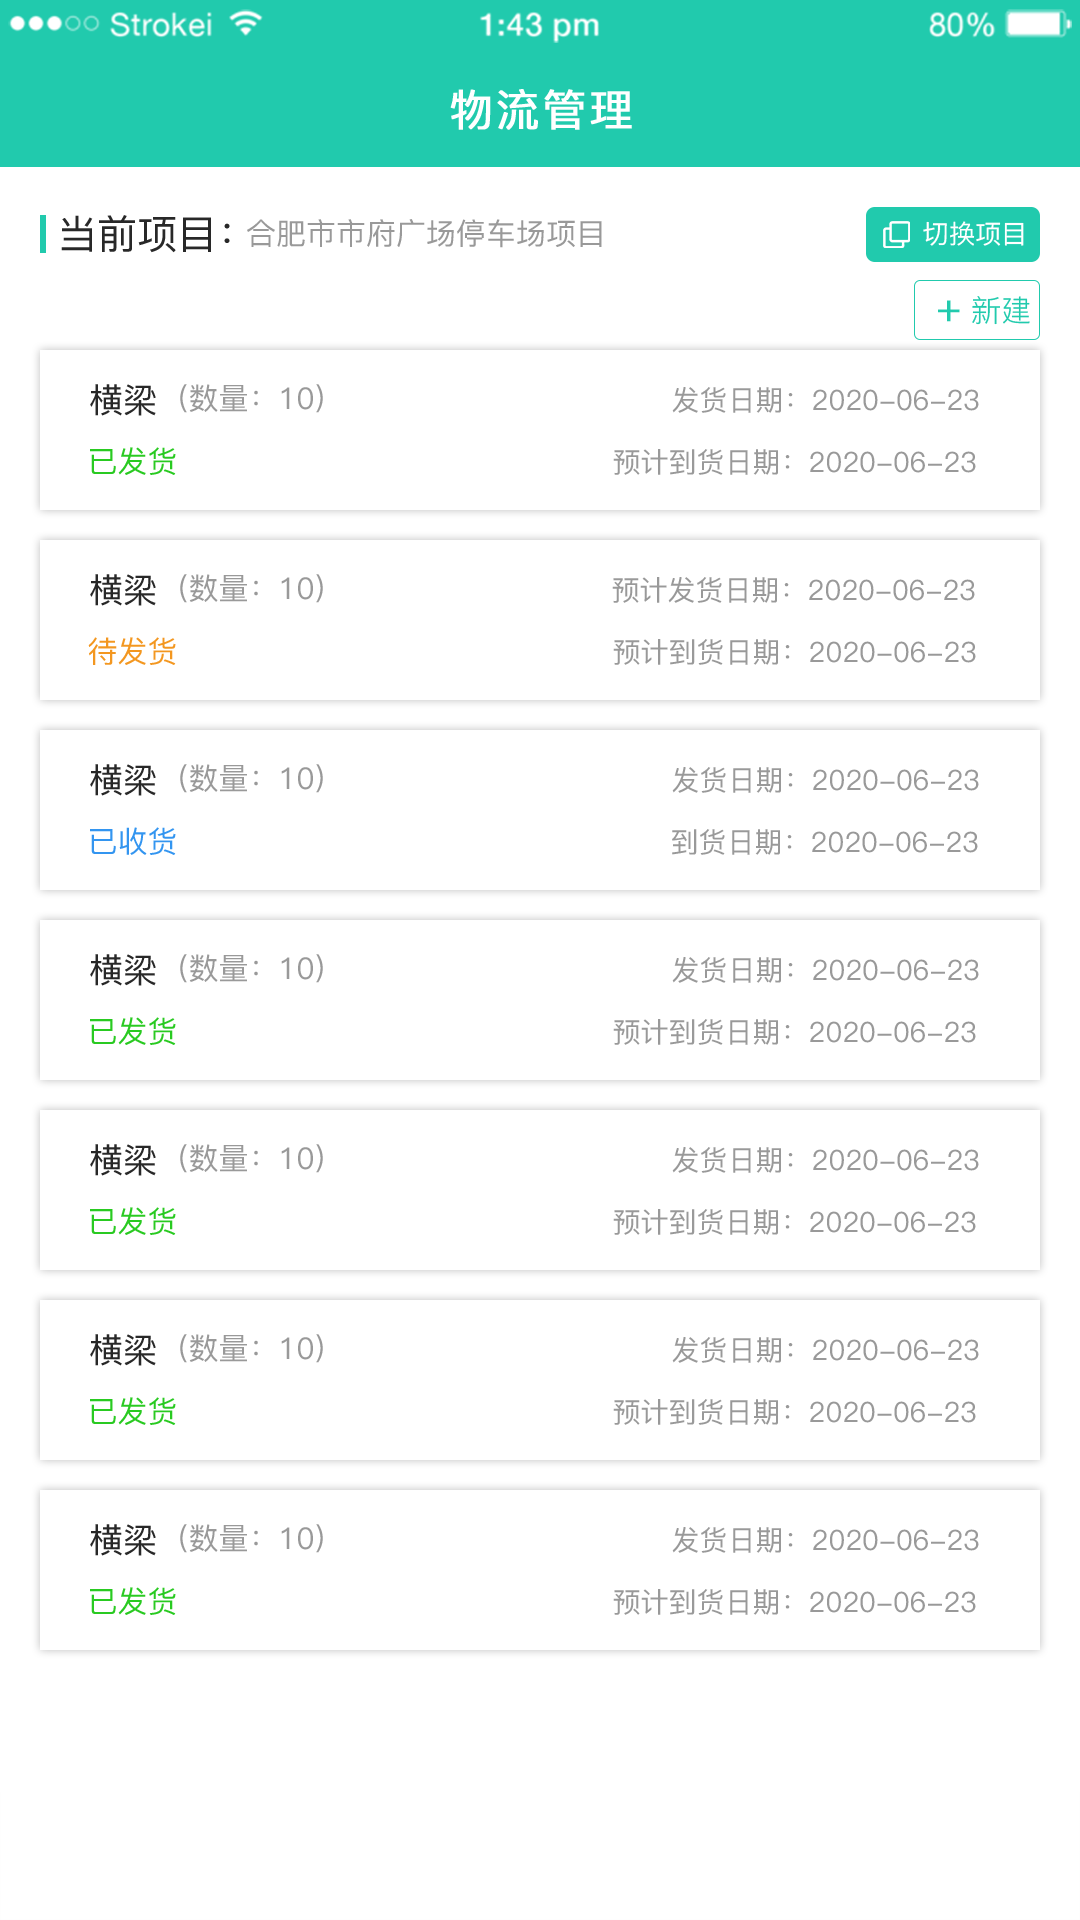 Strokei 1:43 pm 80%
物流管理
当前项目：合肥市市府广场停车场项目 切换项目
+ 新建
横梁（数量：10） 发货日期：2020-06-23
已发货 预计到货日期：2020-06-23
横梁（数量：10） 预计发货日期：2020-06-23
待发货 预计到货日期：2020-06-23
横梁（数量：10） 发货日期：2020-06-23
已收货 到货日期：2020-06-23
横梁（数量：10） 发货日期：2020-06-23
已发货 预计到货日期：2020-06-23
横梁（数量：10） 发货日期：2020-06-23
已发货 预计到货日期：2020-06-23
横梁（数量：10） 发货日期：2020-06-23
已发货 预计到货日期：2020-06-23
横梁（数量：10） 发货日期：2020-06-23
已发货 预计到货日期：2020-06-23